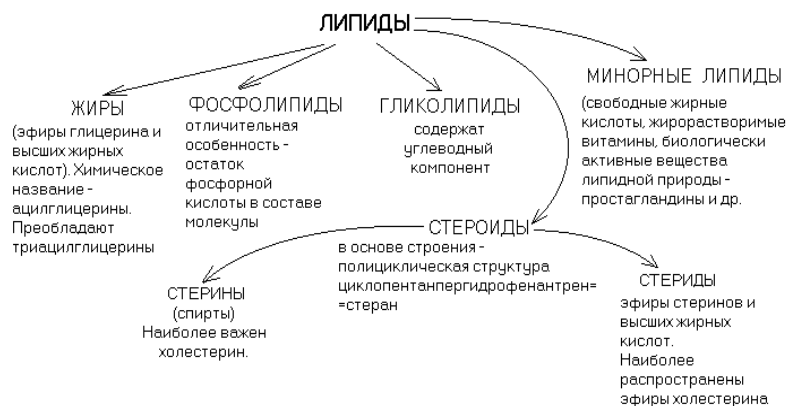 ЛИПИДЫ
ЖИРЫ
(эфиры глицерина и
высших жирных
кислот). Химическое
название -
ацилглицерины.
Преобладают
триацилглицерины
ФОСФОЛИПИДЫ
отличительная
особенность -
остаток
фосфорной
кислоты в составе
молекулы
ГЛИКОЛИПИДЫ
содержат
углеводный
компонент
МИНОРНЫЕ ЛИПИДЫ
(свободные жирные
кислоты, жирорастворимые
витамины, биологически
активные вещества
липидной природы -
простагландины и др.
СТЕРОИДЫ
в основе строения -
полициклическая структура
циклопентанпергидрофенантрен=
=стеран
СТЕРИНЫ
(спирты)
Наиболее важен
холестерин.
СТЕРИДЫ
эфиры стеринов и
высших жирных
кислот.
Наиболее
распространены
эфиры холестерина